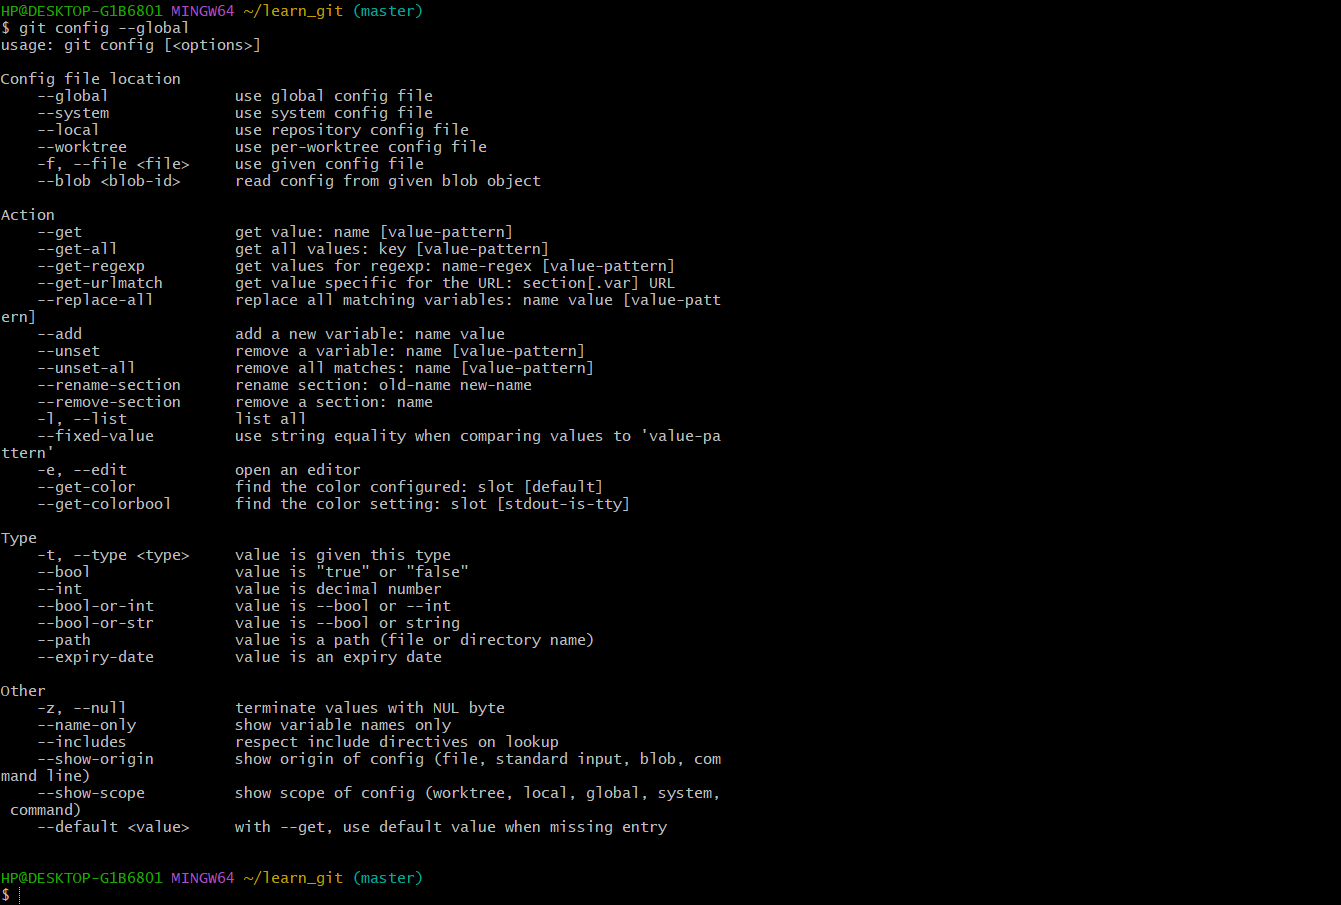 HP@DESKTOP-G1B6801 MINGW64 ~/learn_git (master)
$ git config --global
usage: git config [<options>]

Config file location
    --global              use global config file
    --system              use system config file
    --local               use repository config file
    --worktree            use per-worktree config file
    -f, --file <file>     use given config file
    --blob <blob-id>      read config from given blob object

Action
    --get                 get value: name [value-pattern]
    --get-all             get all values: key [value-pattern]
    --get-regexp          get values for regexp: name-regex [value-pattern]
    --get-urlmatch        get value specific for the URL: section[.var] URL
    --replace-all         replace all matching variables: name value [value-patt
ern]
    --add                 add a new variable: name value
    --unset               remove a variable: name [value-pattern]
    --unset-all           remove all matches: name [value-pattern]
    --rename-section      rename section: old-name new-name
    --remove-section      remove a section: name
    -l, --list            list all
    --fixed-value         use string equality when comparing values to 'value-pa
ttern'
    -e, --edit            open an editor
    --get-color           find the color configured: slot [default]
    --get-colorbool       find the color setting: slot [stdout-is-tty]

Type
    -t, --type <type>     value is given this type
    --bool                value is "true" or "false"
    --int                 value is decimal number
    --bool-or-int         value is --bool or --int
    --bool-or-str         value is --bool or string
    --path                value is a path (file or directory name)
    --expiry-date         value is an expiry date

Other
    -z, --null            terminate values with NUL byte
    --name-only           show variable names only
    --includes            respect include directives on lookup
    --show-origin         show origin of config (file, standard input, blob, com
mand line)
    --show-scope          show scope of config (worktree, local, global, system,
 command)
    --default <value>     with --get, use default value when missing entry

HP@DESKTOP-G1B6801 MINGW64 ~/learn_git (master)
$